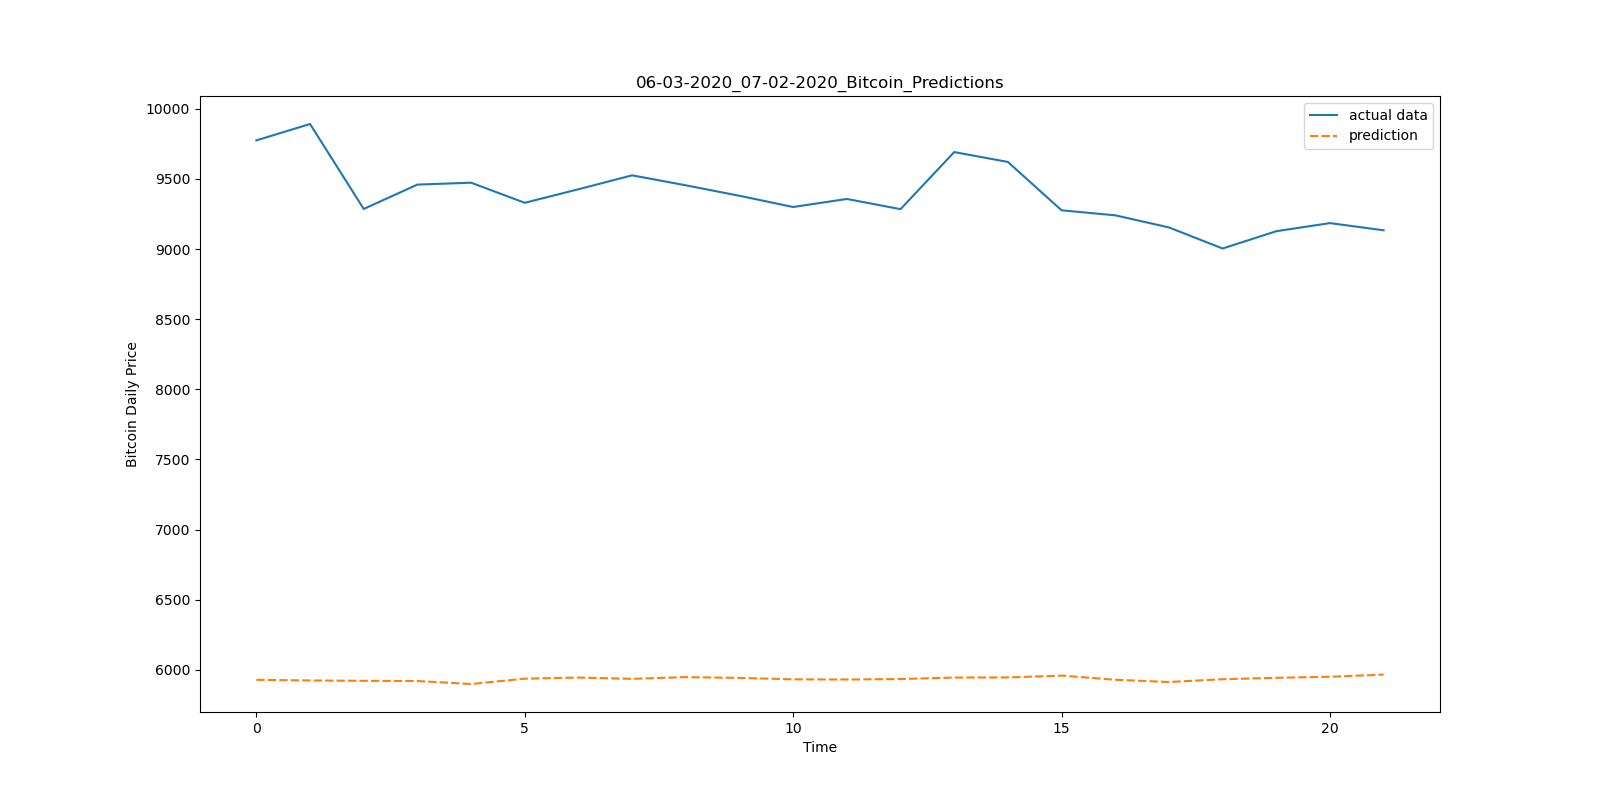 06-03-2020_07-02-2020_Bitcoin_Predictions
actual data
prediction
10000
9500
9000
8500
8000
7500
7000
6500
6000
Bitcoin Daily Price
0 5 10 15 20
Time